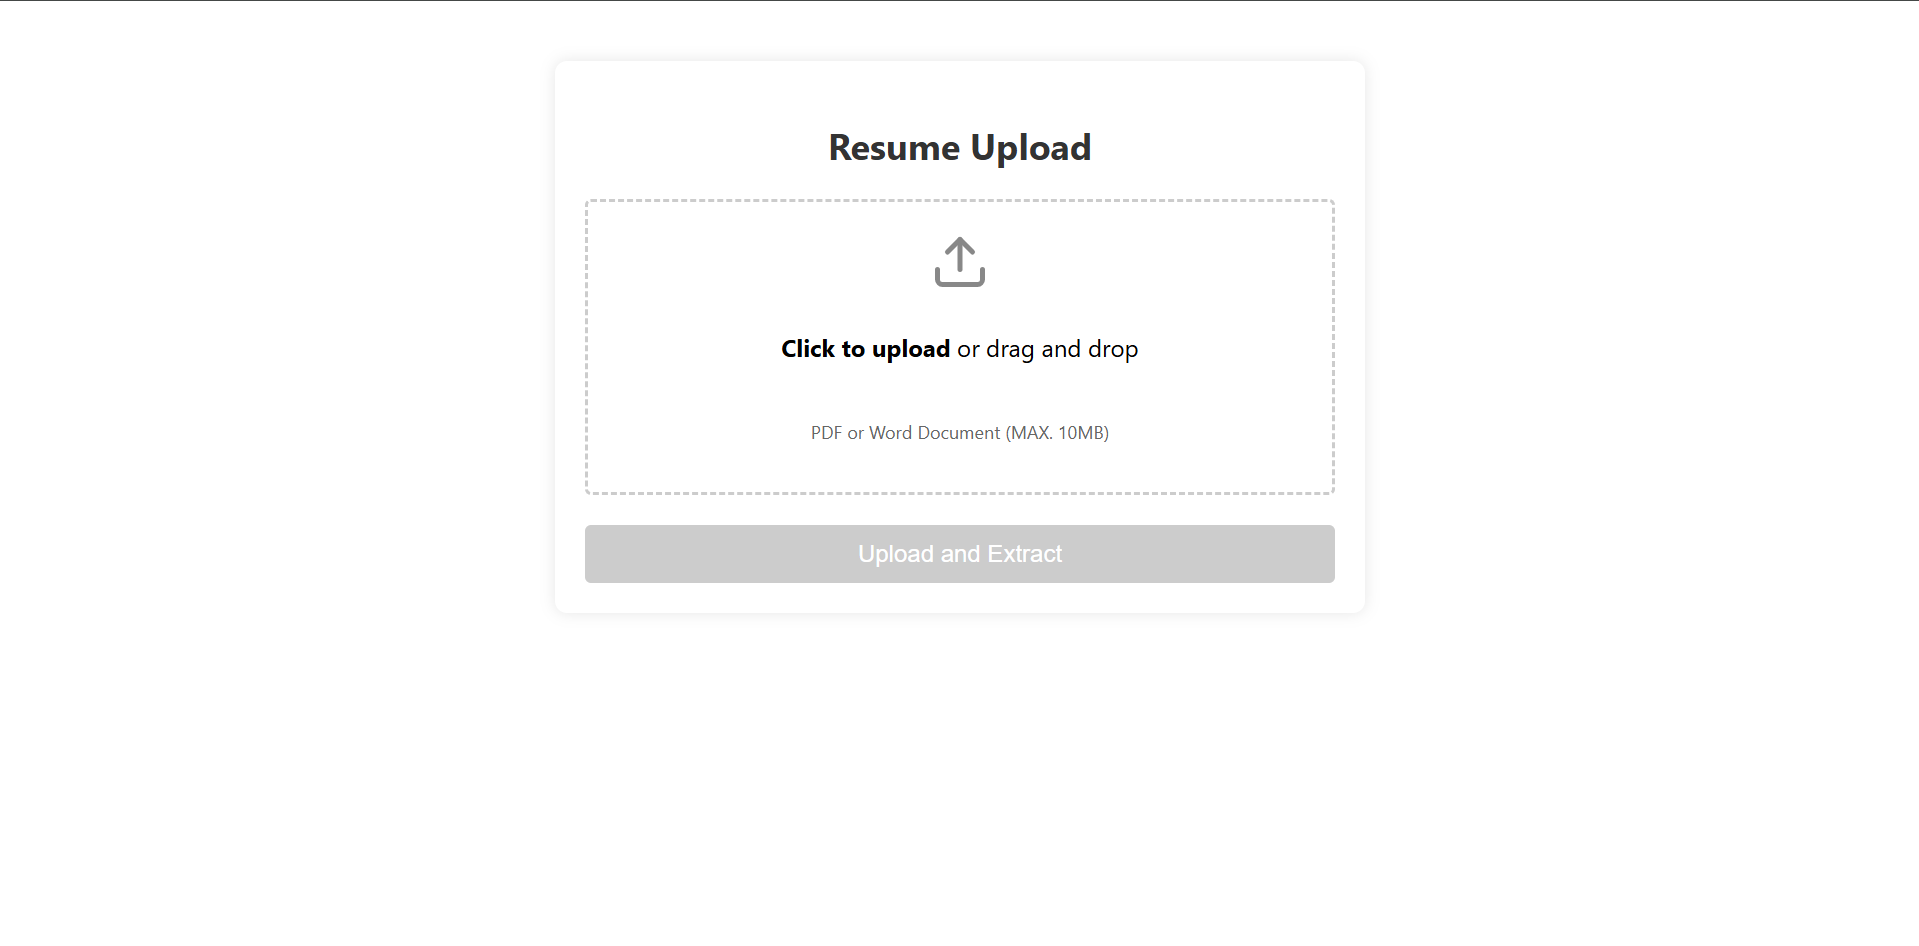 Resume Upload
Click to upload or drag and drop
PDF or Word Document (MAX. 10MB)
Upload and Extract